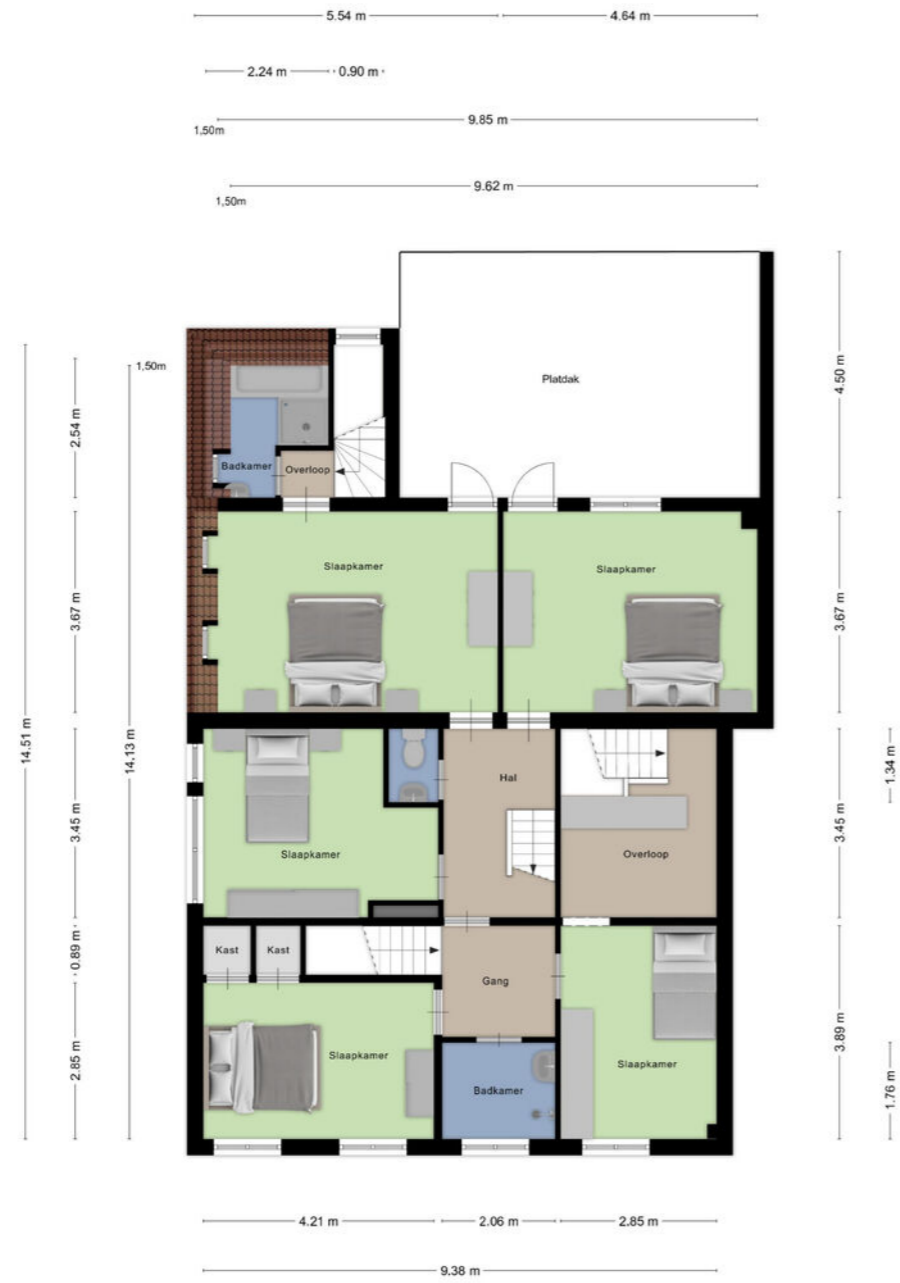 5.54 m
4.64 m
2.24 m
0.90 m
9.85 m
1,50m
9.62 m
1,50m
1,50m
4.50 m
2.54 m
Platdak
Badkamer
Overloop
Slaapkamer
Slaapkamer
3.67 m
3.67 m
14.51 m
14.13 m
Hal
1.34 m
3.45 m
Slaapkamer
Overloop
3.45 m
0.89 m
Kast
Kast
Gang
2.85 m
Slaapkamer
Slaapkamer
3.89 m
Badkamer
1.76 m
4.21 m
2.06 m
2.85 m
9.38 m